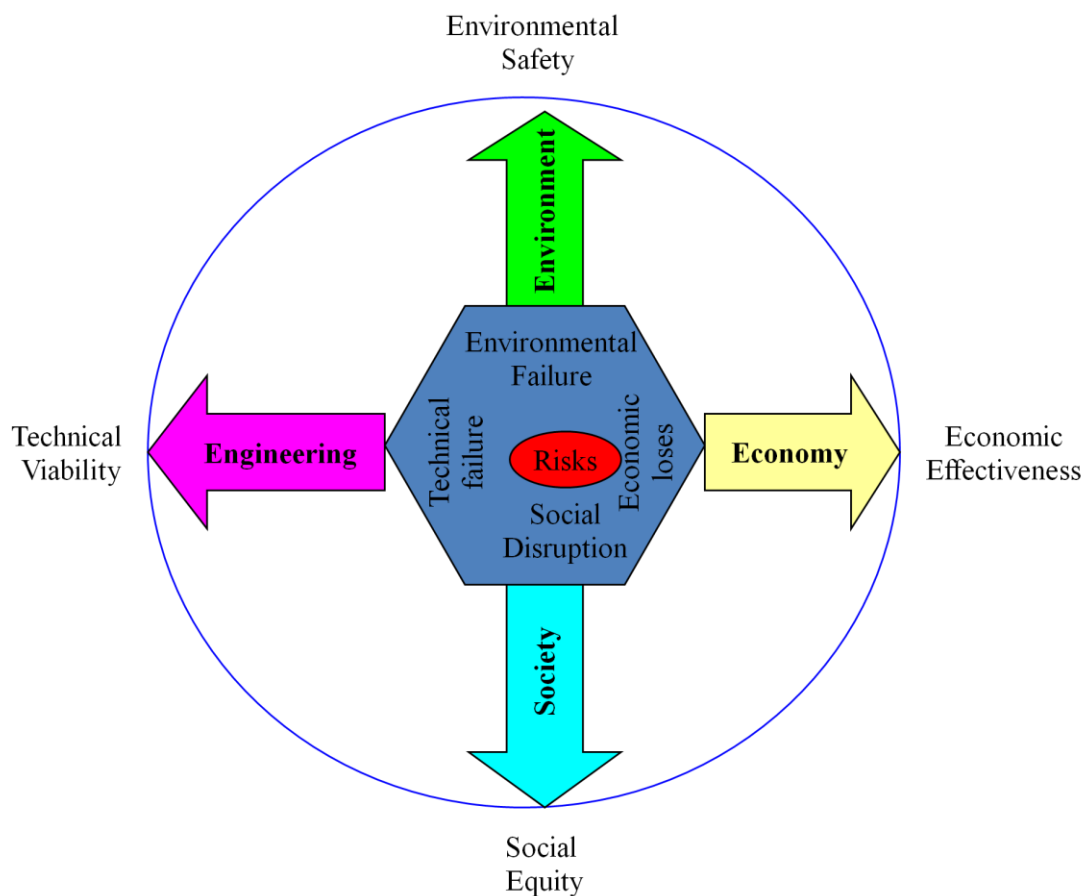 Environmental
Safety
Environment
Environmental
Failure
Technical
Viability
Engineering
Technical
failure
Risks
Economic
loses
Economy
Economic
Effectiveness
Social
Disruption
Society
Social
Equity